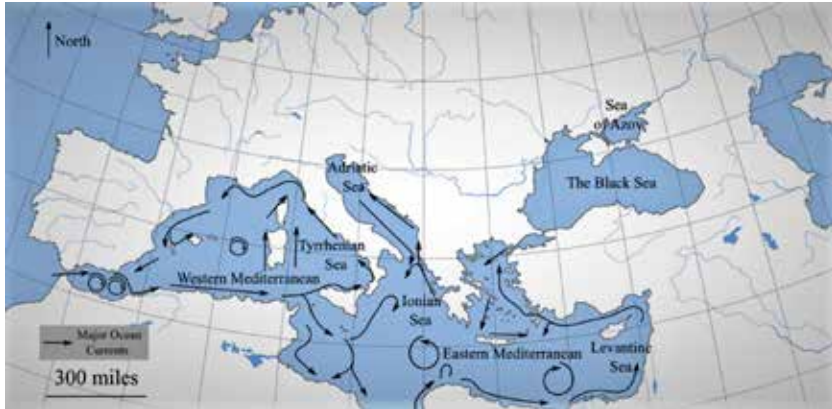 North
Sea
of Azov
Adriatic
Sea
The Black Sea
Tyrrhenian
Sea
Western Mediterranean
Ionian
Sea
Eastern Mediterranean
Levantine
Sea
Major Ocean
Currents
300 miles